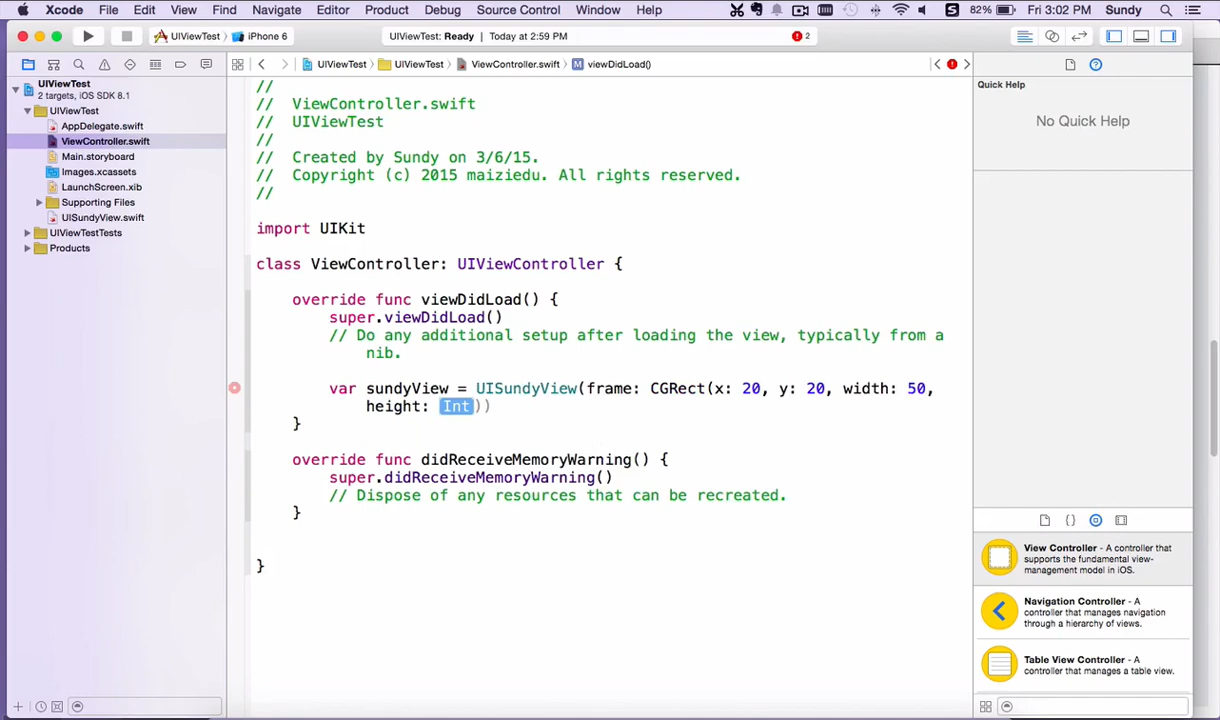 Xcode File Edit View Find Navigate Editor Product Debug Source Control Window Help 82% Fri 3:02 PM Sundy
UIViewTest iPhone 6 UIViewTest: Ready Today at 2:59 PM 2
UIViewTest UIViewTest ViewController.swift M viewDidLoad()
UIViewTest
2 targets, iOS SDK 8.1
UIViewTest
AppDelegate.swift
ViewController.swift
Main.storyboard
Images.xcassets
LaunchScreen.xib
Supporting Files
UISundyView.swift
UIViewTestTests
Products
//
// ViewController.swift
// UIViewTest
//
// Created by Sundy on 3/6/15.
// Copyright (c) 2015 maiziedu. All rights reserved.
//
import UIKit
class ViewController: UIViewController {
override func viewDidLoad() {
super.viewDidLoad()
// Do any additional setup after loading the view, typically from a
nib.
var sundyView = UISundyView(frame: CGRect(x: 20, y: 20, width: 50,
height: Int))
}
override func didReceiveMemoryWarning() {
super.didReceiveMemoryWarning()
// Dispose of any resources that can be recreated.
}
}
Quick Help
No Quick Help
View Controller - A controller that
supports the fundamental view-
management model in iOS.
Navigation Controller - A
controller that manages navigation
through a hierarchy of views.
Table View Controller - A
controller that manages a table view.